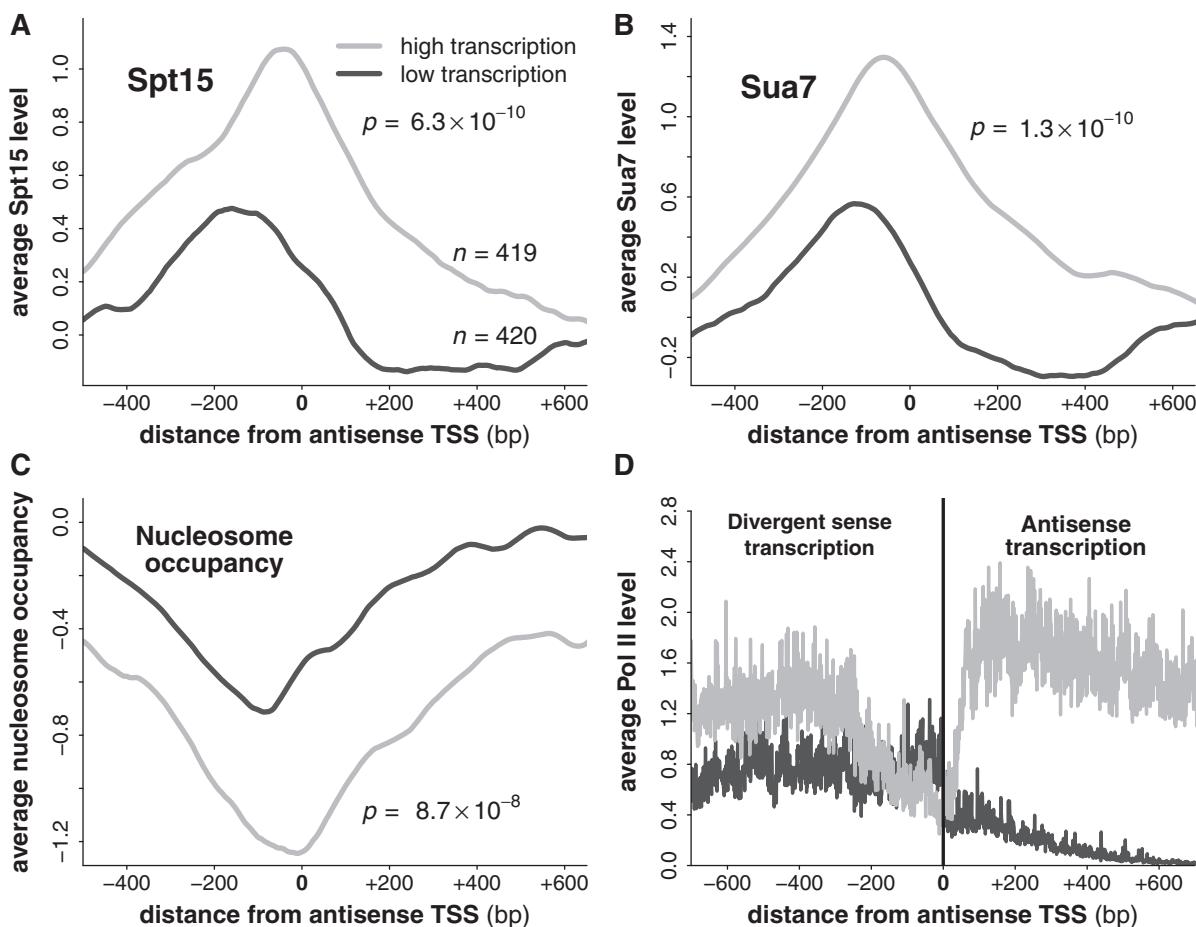 A
Spt15
high transcription
low transcription
p = 6.3×10⁻¹⁰
n = 419
n = 420
average Spt15 level
0.0
0.2
0.4
0.6
0.8
1.0
−400
−200
0
+200
+400
+600
distance from antisense TSS (bp)
B
Sua7
p = 1.3×10⁻¹⁰
average Sua7 level
−0.2
0.2
0.6
1.0
1.4
−400
−200
0
+200
+400
+600
distance from antisense TSS (bp)
C
Nucleosome
occupancy
p = 8.7×10⁻⁸
average nucleosome occupancy
−1.2
−0.8
−0.4
0.0
−400
−200
0
+200
+400
+600
distance from antisense TSS (bp)
D
Divergent sense
transcription
Antisense
transcription
average Pol II level
0.0
0.4
0.8
1.2
1.6
2.0
2.4
2.8
−600
−400
−200
0
+200
+400
+600
distance from antisense TSS (bp)